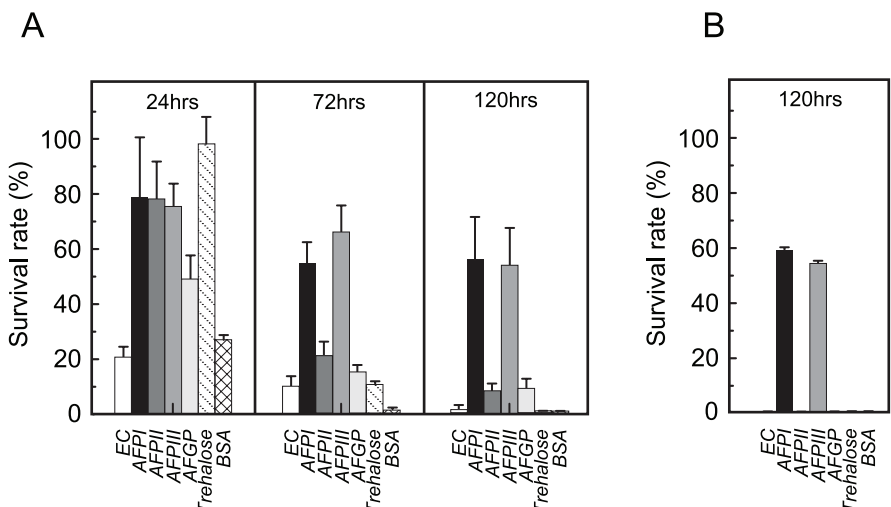 A
B
24hrs
72hrs
120hrs
120hrs
Survival rate (%)
100
80
60
40
20
0
EC
AFPI
AFPII
AFPIII
AFGP
Trehalose
BSA
EC
AFPI
AFPII
AFPIII
AFGP
Trehalose
BSA
EC
AFPI
AFPII
AFPIII
AFGP
Trehalose
BSA
Survival rate (%)
100
80
60
40
20
0
EC
AFPI
AFPII
AFPIII
AFGP
Trehalose
BSA